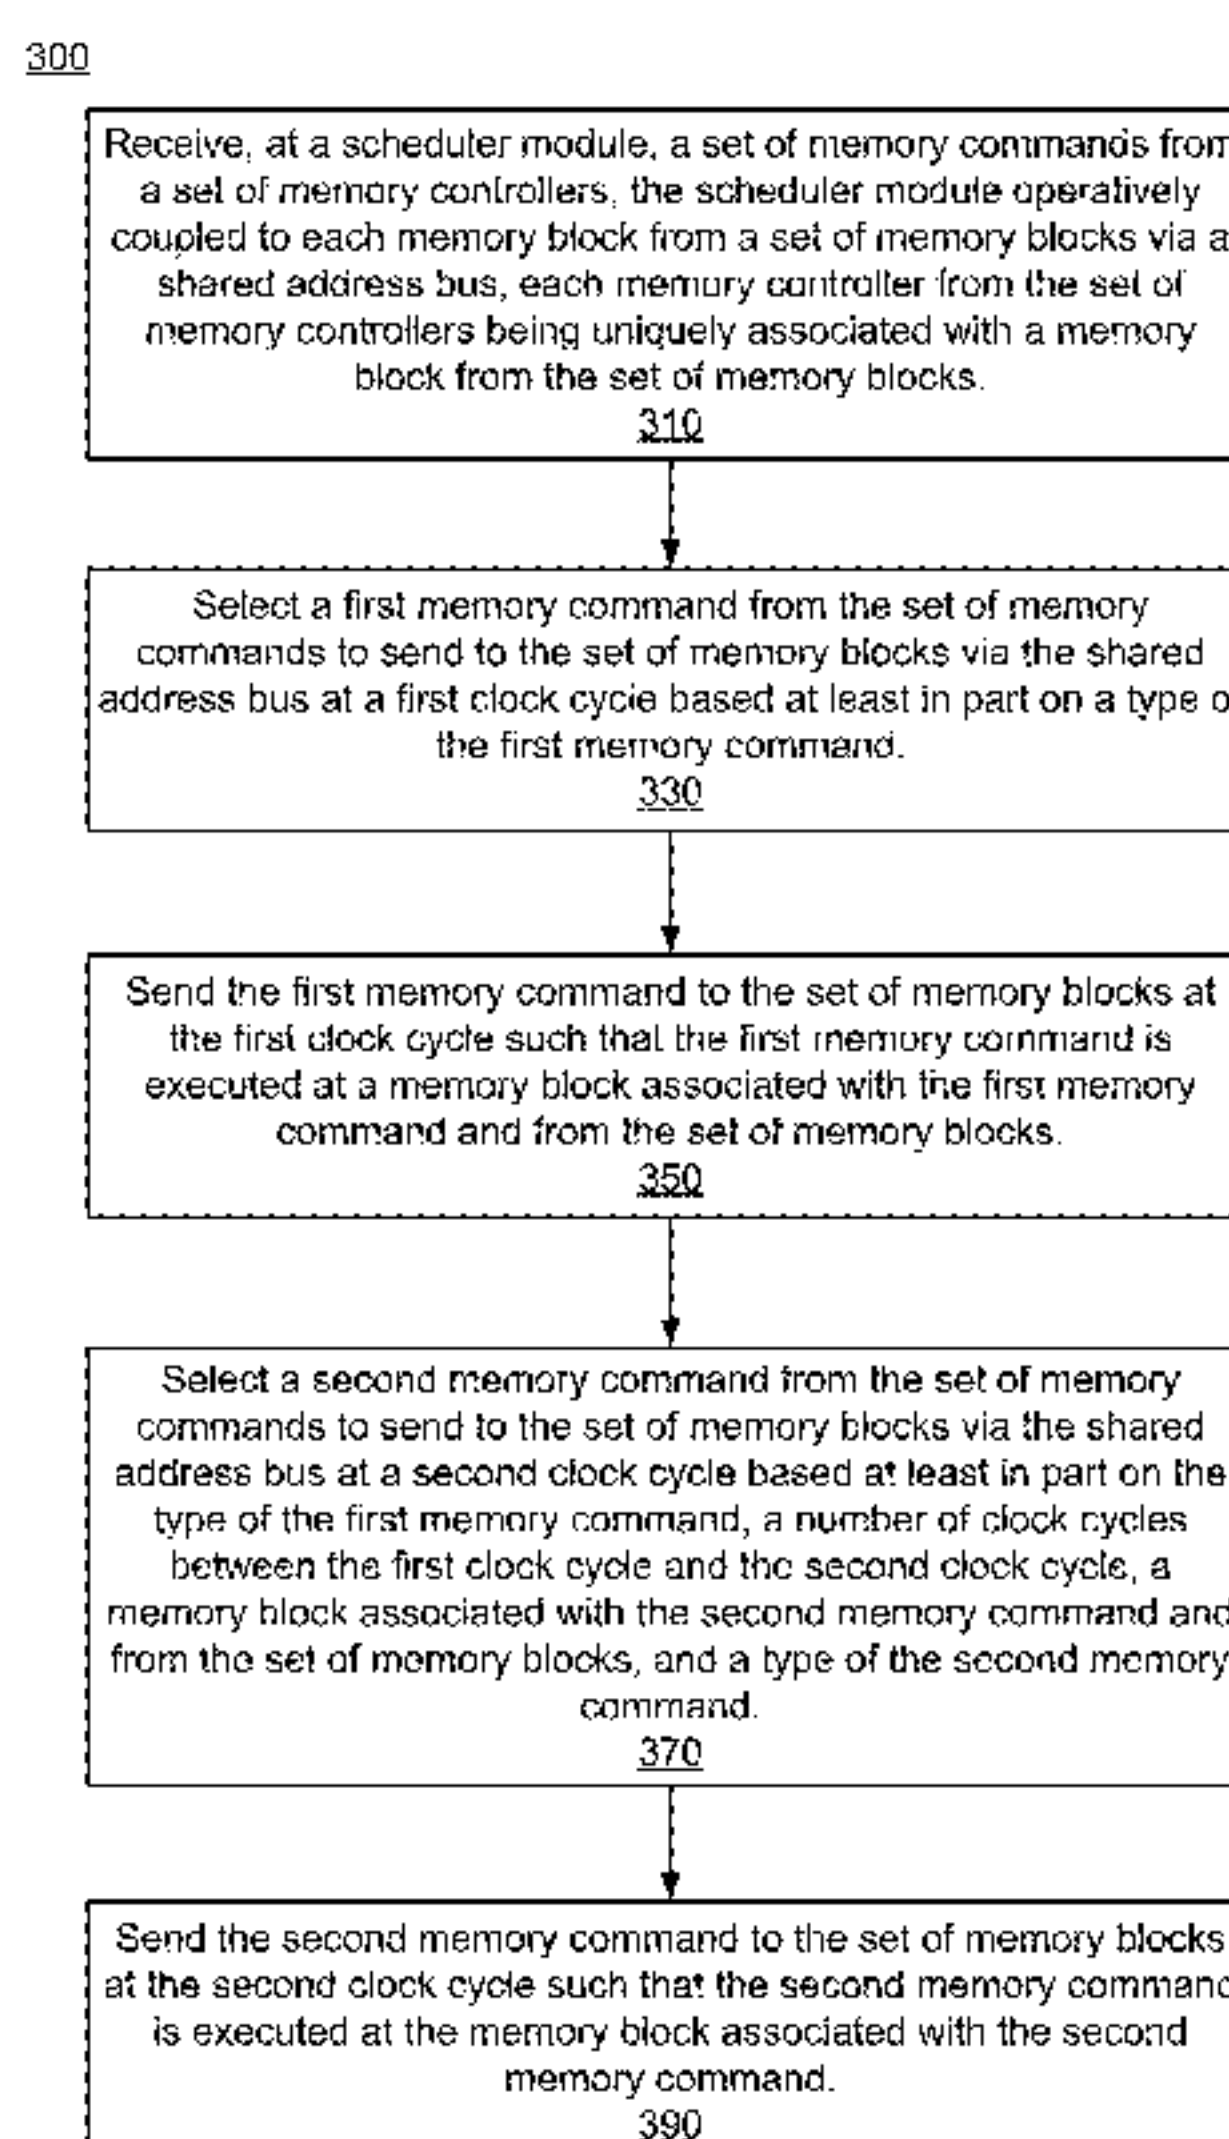 300
Receive, at a scheduler module, a set of memory commands from
a set of memory controllers, the scheduler module operatively
coupled to each memory block from a set of memory blocks via a
shared address bus, each memory controller from the set of
memory controllers being uniquely associated with a memory
block from the set of memory blocks.
310
Select a first memory command from the set of memory
commands to send to the set of memory blocks via the shared
address bus at a first clock cycle based at least in part on a type o
the first memory command.
330
Send the first memory command to the set of memory blocks at
the first clock cycle such that the first memory command is
executed at a memory block associated with the first memory
command and from the set of memory blocks.
350
Select a second memory command from the set of memory
commands to send to the set of memory blocks via the shared
address bus at a second clock cycle based at least in part on the
type of the first memory command, a number of clock cycles
between the first clock cycle and the second clock cycle, a
memory block associated with the second memory command and
from the set of memory blocks, and a type of the second memory
command.
370
Send the second memory command to the set of memory blocks
at the second clock cycle such that the second memory command
is executed at the memory block associated with the second
memory command.
390